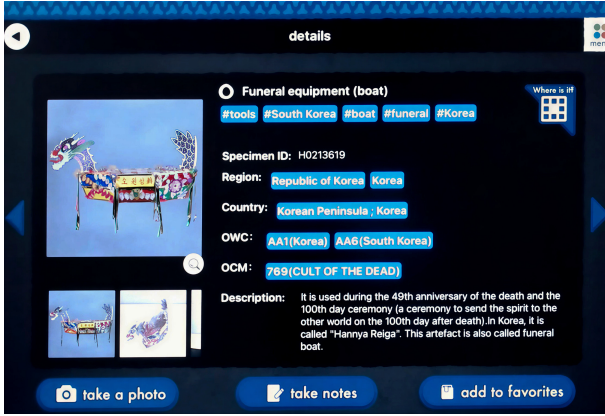 details
menu
Funeral equipment (boat)
Where is it?
#tools #South Korea #boat #funeral #Korea
Specimen ID: H0213619
Region: Republic of Korea Korea
Country: Korean Peninsula ; Korea
OWC: AA1(Korea) AA6(South Korea)
OCM: 769(CULT OF THE DEAD)
Description: It is used during the 49th anniversary of the death and the
100th day ceremony (a ceremony to send the spirit to the
other world on the 100th day after death).In Korea, it is
called "Hannya Reiga". This artefact is also called funeral
boat.
take a photo
take notes
add to favorites